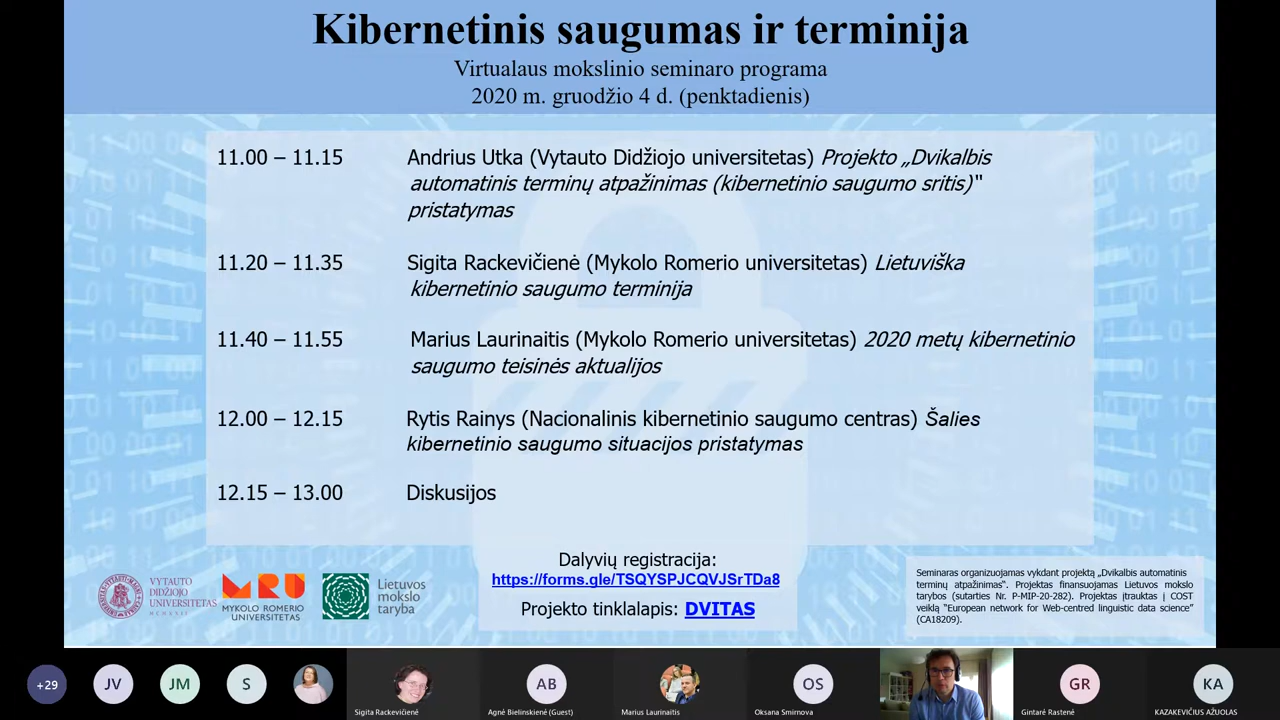 Kibernetinis saugumas ir terminija
Virtualaus mokslinio seminaro programa
2020 m. gruodžio 4 d. (penktadienis)
11.00 – 11.15 Andrius Utka (Vytauto Didžiojo universitetas) Projekto „Dvikalbis
automatinis terminų atpažinimas (kibernetinio saugumo sritis)"
pristatymas
11.20 – 11.35 Sigita Rackevičienė (Mykolo Romerio universitetas) Lietuviška
kibernetinio saugumo terminija
11.40 – 11.55 Marius Laurinaitis (Mykolo Romerio universitetas) 2020 metų kibernetinio
saugumo teisinės aktualijos
12.00 – 12.15 Rytis Rainys (Nacionalinis kibernetinio saugumo centras) Šalies
kibernetinio saugumo situacijos pristatymas
12.15 – 13.00 Diskusijos
Dalyvių registracija:
https://forms.gle/TSQYSPJCQVJSrTDa8
Projekto tinklalapis: DVITAS
VYTAUTO
DIDŽIOJO
UNIVERSITETAS
MCMXXII
MRU
MYKOLO ROMERIO
UNIVERSITETAS
Lietuvos
mokslo
taryba
Seminaras organizuojamas vykdant projektą „Dvikalbis automatinis
terminų atpažinimas". Projektas finansuojamas Lietuvos mokslo
tarybos (sutarties Nr. P-MIP-20-282). Projektas įtrauktas į COST
veiklą "European network for Web-centred linguistic data science"
(CA18209).
+29
JV
JM
S
Sigita Rackevičienė
AB
Agnė Bielinskienė (Guest)
Marius Laurinaitis
OS
Oksana Smirnova
GR
Gintarė Rastenė
KA
KAZAKEVIČIUS AŽUOLAS